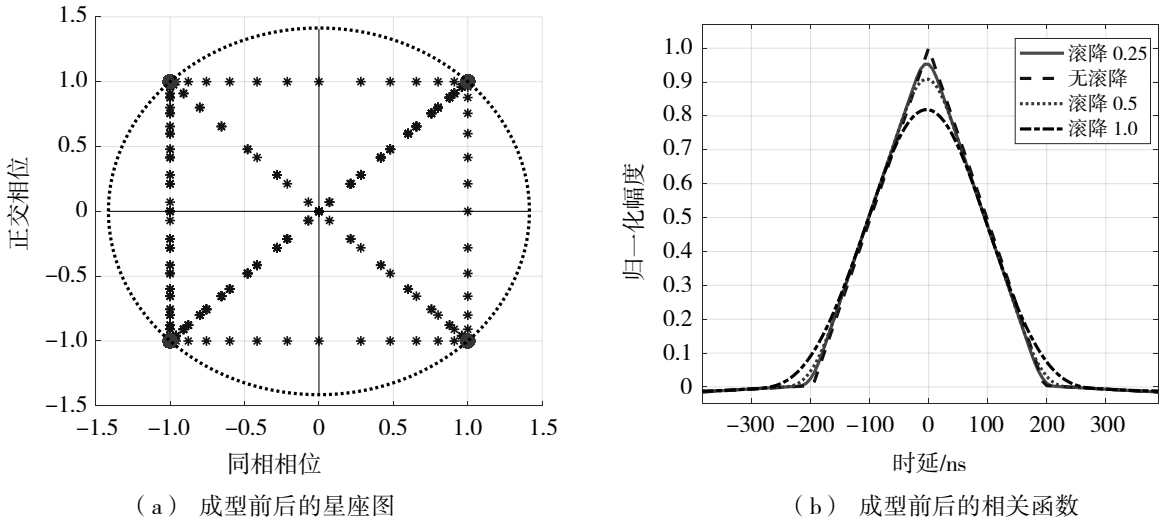 1.5
1.0
0.5
0
−0.5
−1.0
−1.5
−1.5 −1.0 −0.5 0 0.5 1.0 1.5
正交相位
同相相位
（a） 成型前后的星座图
1.0
0.9
0.8
0.7
0.6
0.5
0.4
0.3
0.2
0.1
0
−300 −200 −100 0 100 200 300
归一化幅度
时延/ns
滚降 0.25
无滚降
滚降 0.5
滚降 1.0
（b） 成型前后的相关函数